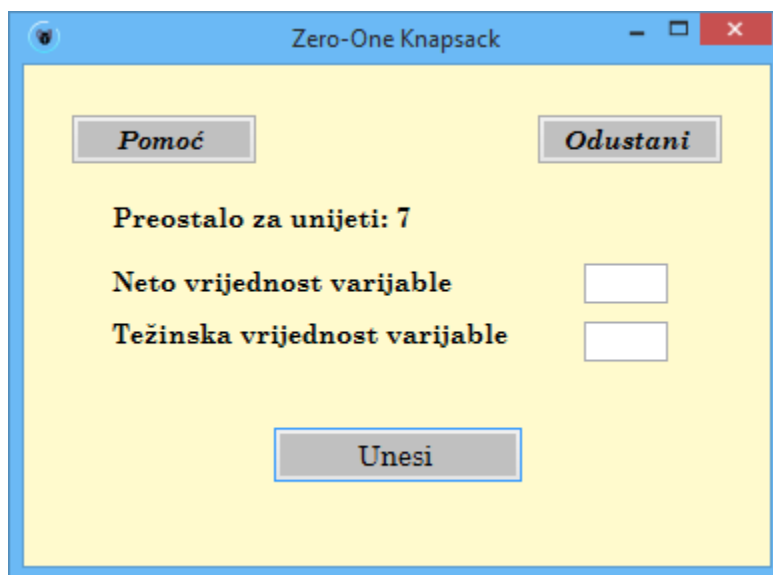 Zero-One Knapsack
Pomoć
Odustani
Preostalo za unijeti: 7
Neto vrijednost varijable
Težinska vrijednost varijable
Unesi